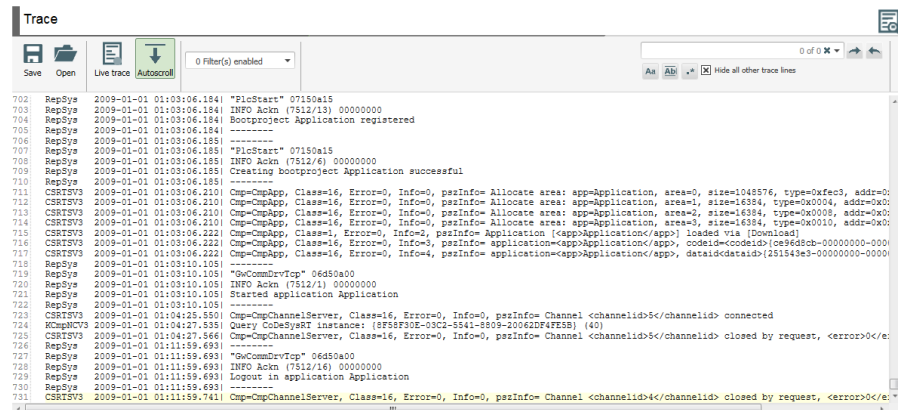 Trace
Save Open Live trace Autoscroll
0 Filter(s) enabled
0 of 0
Aa Ab .* Hide all other trace lines
702 RepSys 2009-01-01 01:03:06.184| "PlcStart" 07150a15
703 RepSys 2009-01-01 01:03:06.184| INFO Ackn (7512/13) 00000000
704 RepSys 2009-01-01 01:03:06.184| Bootproject Application registered
705 RepSys 2009-01-01 01:03:06.184| --------
706 RepSys 2009-01-01 01:03:06.185| --------
707 RepSys 2009-01-01 01:03:06.185| "PlcStart" 07150a15
708 RepSys 2009-01-01 01:03:06.185| INFO Ackn (7512/6) 00000000
709 RepSys 2009-01-01 01:03:06.185| Creating bootproject Application successful
710 RepSys 2009-01-01 01:03:06.185| --------
711 CSRTSV3 2009-01-01 01:03:06.210| Cmp=CmpApp, Class=16, Error=0, Info=0, pszInfo= Allocate area: app=Application, area=0, size=1048576, type=0xfec3, addr=0
712 CSRTSV3 2009-01-01 01:03:06.210| Cmp=CmpApp, Class=16, Error=0, Info=0, pszInfo= Allocate area: app=Application, area=1, size=16384, type=0x0004, addr=0x0
713 CSRTSV3 2009-01-01 01:03:06.210| Cmp=CmpApp, Class=16, Error=0, Info=0, pszInfo= Allocate area: app=Application, area=2, size=16384, type=0x0008, addr=0x0
714 CSRTSV3 2009-01-01 01:03:06.210| Cmp=CmpApp, Class=16, Error=0, Info=0, pszInfo= Allocate area: app=Application, area=3, size=16384, type=0x0010, addr=0x0
715 CSRTSV3 2009-01-01 01:03:06.222| Cmp=CmpApp, Class=1, Error=0, Info=2, pszInfo= Application [<app>Application</app>] loaded via [Download]
716 CSRTSV3 2009-01-01 01:03:06.222| Cmp=CmpApp, Class=16, Error=0, Info=3, pszInfo= application=<app>Application</app>, codeid=<codeid>{ce96d8cb-00000000-000
717 CSRTSV3 2009-01-01 01:03:06.222| Cmp=CmpApp, Class=16, Error=0, Info=4, pszInfo= application=<app>Application</app>, dataid<dataid>{251543e3-00000000-0000
718 RepSys 2009-01-01 01:03:10.105| --------
719 RepSys 2009-01-01 01:03:10.105| "GwCommDrvTcp" 06d50a00
720 RepSys 2009-01-01 01:03:10.105| INFO Ackn (7512/1) 00000000
721 RepSys 2009-01-01 01:03:10.105| Started application Application
722 RepSys 2009-01-01 01:03:10.105| --------
723 CSRTSV3 2009-01-01 01:04:25.550| Cmp=CmpChannelServer, Class=16, Error=0, Info=0, pszInfo= Channel <channelid>5</channelid> connected
724 KCmpNCV3 2009-01-01 01:04:27.535| Query CoDeSysRT instance: {8F58F30E-03C2-5541-8809-20062DF4FE5B} (40)
725 CSRTSV3 2009-01-01 01:04:27.566| Cmp=CmpChannelServer, Class=16, Error=0, Info=0, pszInfo= Channel <channelid>5</channelid> closed by request, <error>0</e
726 RepSys 2009-01-01 01:11:59.693| --------
727 RepSys 2009-01-01 01:11:59.693| "GwCommDrvTcp" 06d50a00
728 RepSys 2009-01-01 01:11:59.693| INFO Ackn (7512/16) 00000000
729 RepSys 2009-01-01 01:11:59.693| Logout in application Application
730 RepSys 2009-01-01 01:11:59.693| --------
731 CSRTSV3 2009-01-01 01:11:59.741| Cmp=CmpChannelServer, Class=16, Error=0, Info=0, pszInfo= Channel <channelid>4</channelid> closed by request, <error>0</e